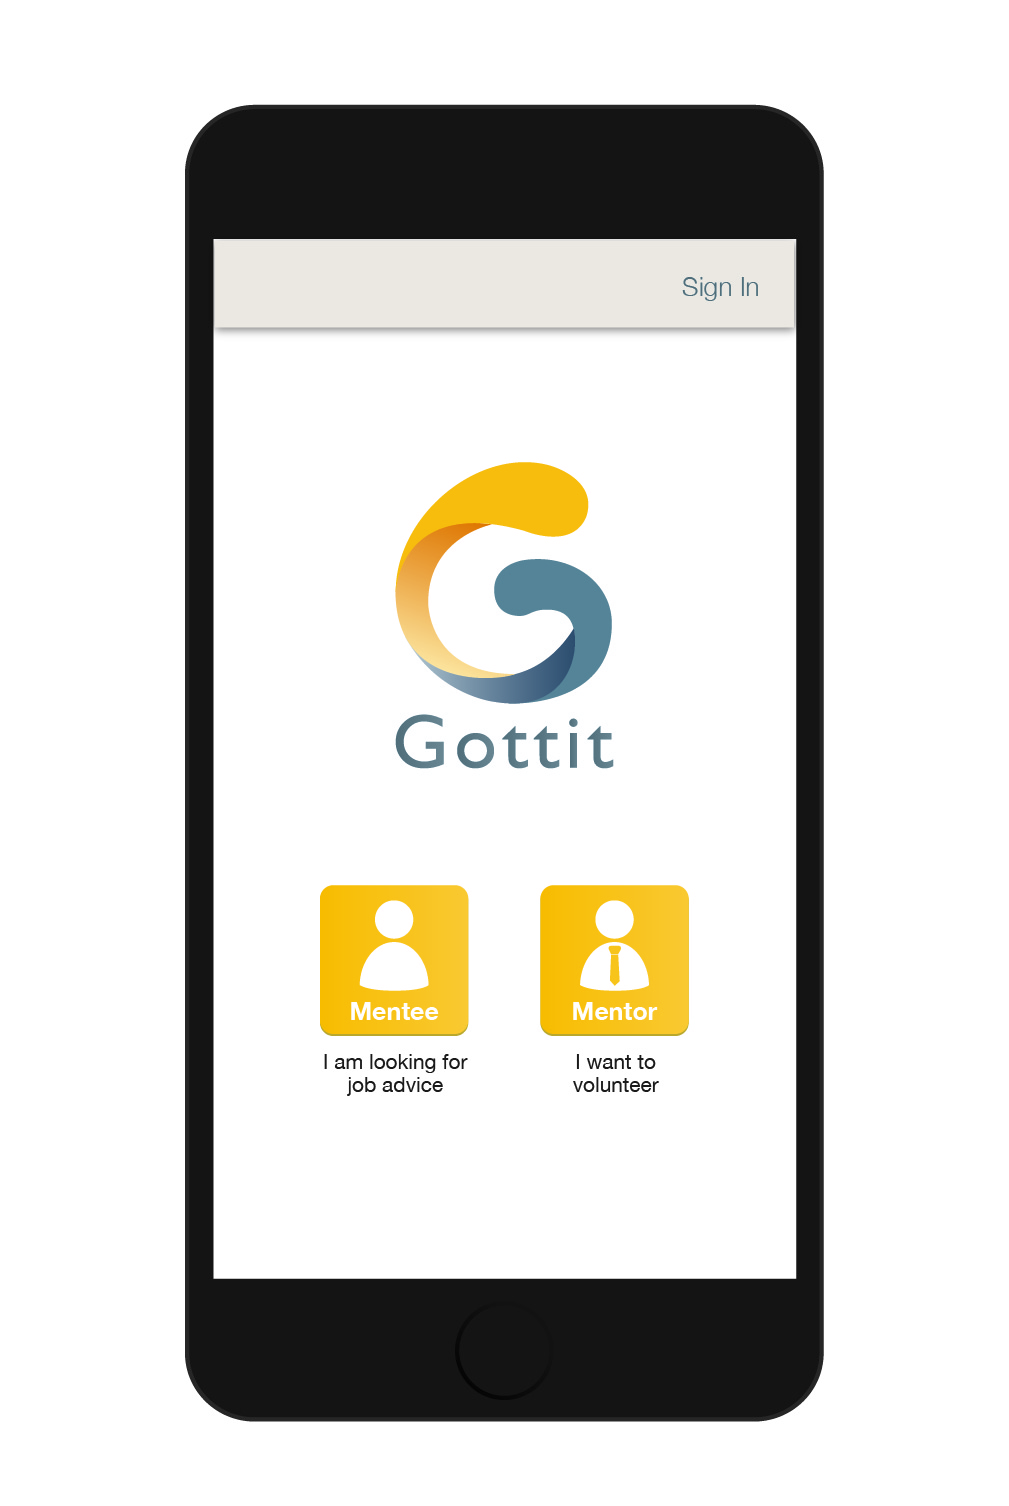 Sign In
Gottit
Mentee
I am looking for
job advice
Mentor
I want to
volunteer